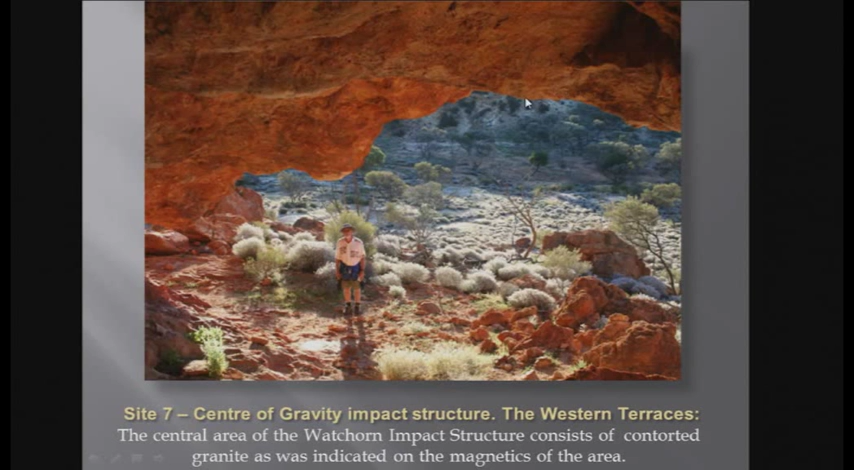 Site 7 – Centre of Gravity impact structure. The Western Terraces:
The central area of the Watchorn Impact Structure consists of contorted
granite as was indicated on the magnetics of the area.